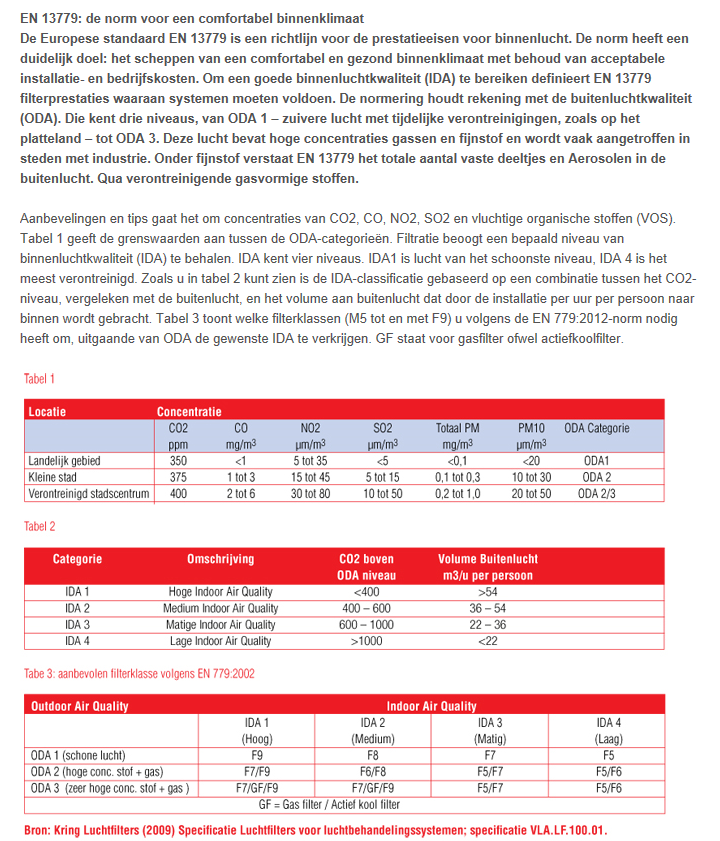 EN 13779: de norm voor een comfortabel binnenklimaat
De Europese standaard EN 13779 is een richtlijn voor de prestatieeisen voor binnenlucht. De norm heeft een
duidelijk doel: het scheppen van een comfortabel en gezond binnenklimaat met behoud van acceptabele
installatie- en bedrijfskosten. Om een goede binnenluchtkwaliteit (IDA) te bereiken definieert EN 13779
filterprestaties waaraan systemen moeten voldoen. De normering houdt rekening met de buitenluchtkwaliteit
(ODA). Die kent drie niveaus, van ODA 1 – zuivere lucht met tijdelijke verontreinigingen, zoals op het
platteland – tot ODA 3. Deze lucht bevat hoge concentraties gassen en fijnstof en wordt vaak aangetroffen in
steden met industrie. Onder fijnstof verstaat EN 13779 het totale aantal vaste deeltjes en Aerosolen in de
buitenlucht. Qua verontreinigende gasvormige stoffen.
Aanbevelingen en tips gaat het om concentraties van CO2, CO, NO2, SO2 en vluchtige organische stoffen (VOS).
Tabel 1 geeft de grenswaarden aan tussen de ODA-categorieën. Filtratie beoogt een bepaald niveau van
binnenluchtkwaliteit (IDA) te behalen. IDA kent vier niveaus. IDA1 is lucht van het schoonste niveau, IDA 4 is het
meest verontreinigd. Zoals u in tabel 2 kunt zien is de IDA-classificatie gebaseerd op een combinatie tussen het CO2-
niveau, vergeleken met de buitenlucht, en het volume aan buitenlucht dat door de installatie per uur per persoon naar
binnen wordt gebracht. Tabel 3 toont welke filterklassen (M5 tot en met F9) u volgens de EN 779:2012-norm nodig
heeft om, uitgaande van ODA de gewenste IDA te verkrijgen. GF staat voor gasfilter ofwel actiefkoolfilter.
Tabel 1
Locatie Concentratie
CO2 CO NO2 SO2 Totaal PM PM10 ODA Categorie
ppm mg/m³ µm/m³ µm/m³ mg/m³ µm/m³
Landelijk gebied 350 <1 5 tot 35 <5 <0,1 <20 ODA1
Kleine stad 375 1 tot 3 15 tot 45 5 tot 15 0,1 tot 0,3 10 tot 30 ODA 2
Verontreinigd stadscentrum 400 2 tot 6 30 tot 80 10 tot 50 0,2 tot 1,0 20 tot 50 ODA 2/3
Tabel 2
Categorie Omschrijving CO2 boven Volume Buitenlucht
ODA niveau m3/u per persoon
IDA 1 Hoge Indoor Air Quality <400 >54
IDA 2 Medium Indoor Air Quality 400 – 600 36 – 54
IDA 3 Matige Indoor Air Quality 600 – 1000 22 – 36
IDA 4 Lage Indoor Air Quality >1000 <22
Tabe 3: aanbevolen filterklasse volgens EN 779:2002
Outdoor Air Quality Indoor Air Quality
IDA 1 IDA 2 IDA 3 IDA 4
(Hoog) (Medium) (Matig) (Laag)
ODA 1 (schone lucht) F9 F8 F7 F5
ODA 2 (hoge conc. stof + gas) F7/F9 F6/F8 F5/F7 F5/F6
ODA 3 (zeer hoge conc. stof + gas ) F7/GF/F9 F7/GF/F9 F5/F7 F5/F6
GF = Gas filter / Actief kool filter
Bron: Kring Luchtfilters (2009) Specificatie Luchtfilters voor luchtbehandelingssystemen; specificatie VLA.LF.100.01.